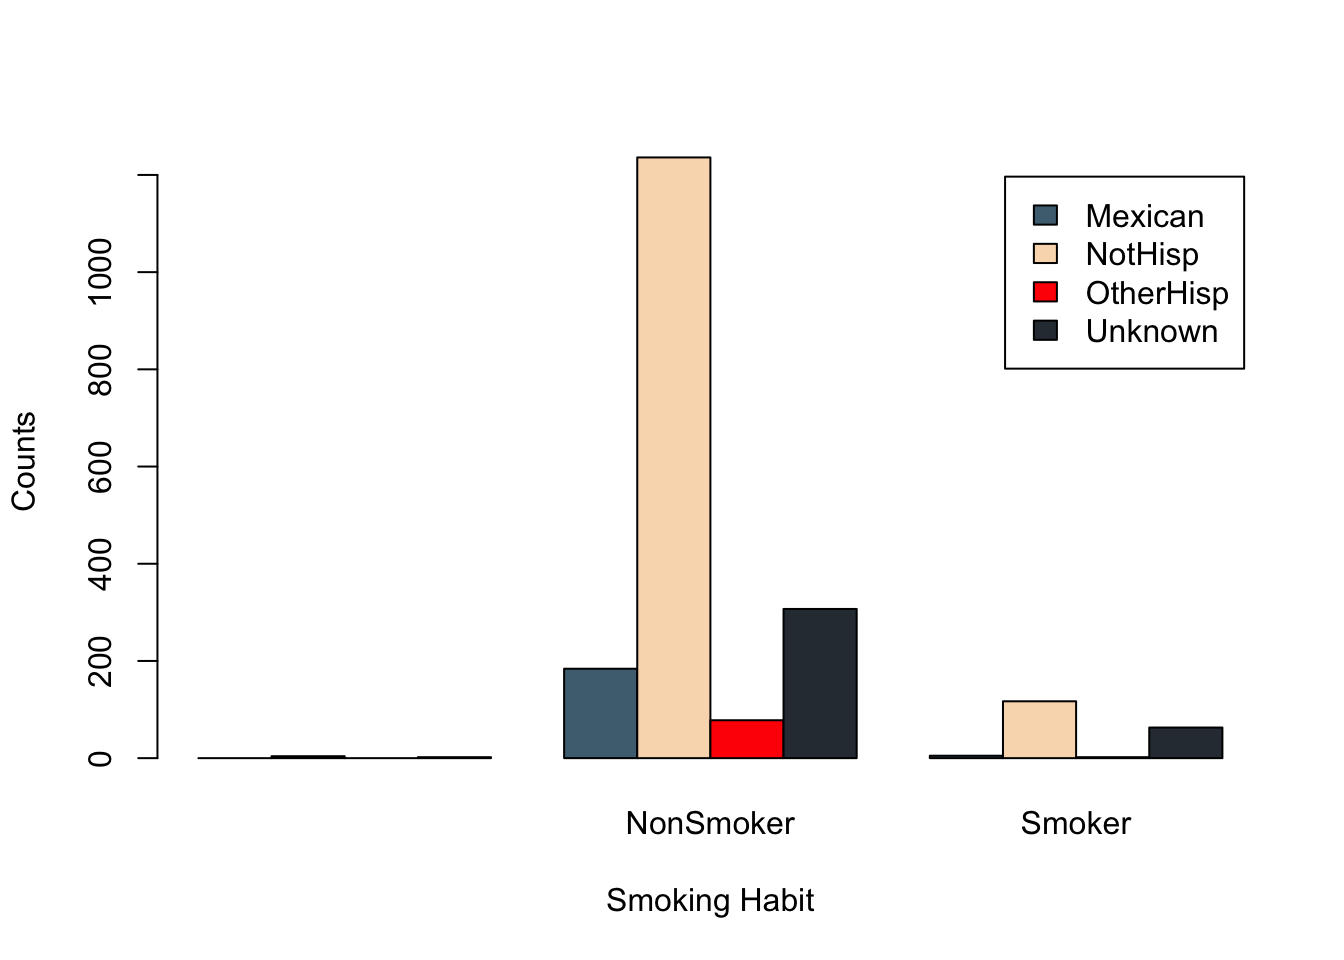 Counts
1000
800
600
400
200
0
Mexican
NotHisp
OtherHisp
Unknown
NonSmoker Smoker
Smoking Habit